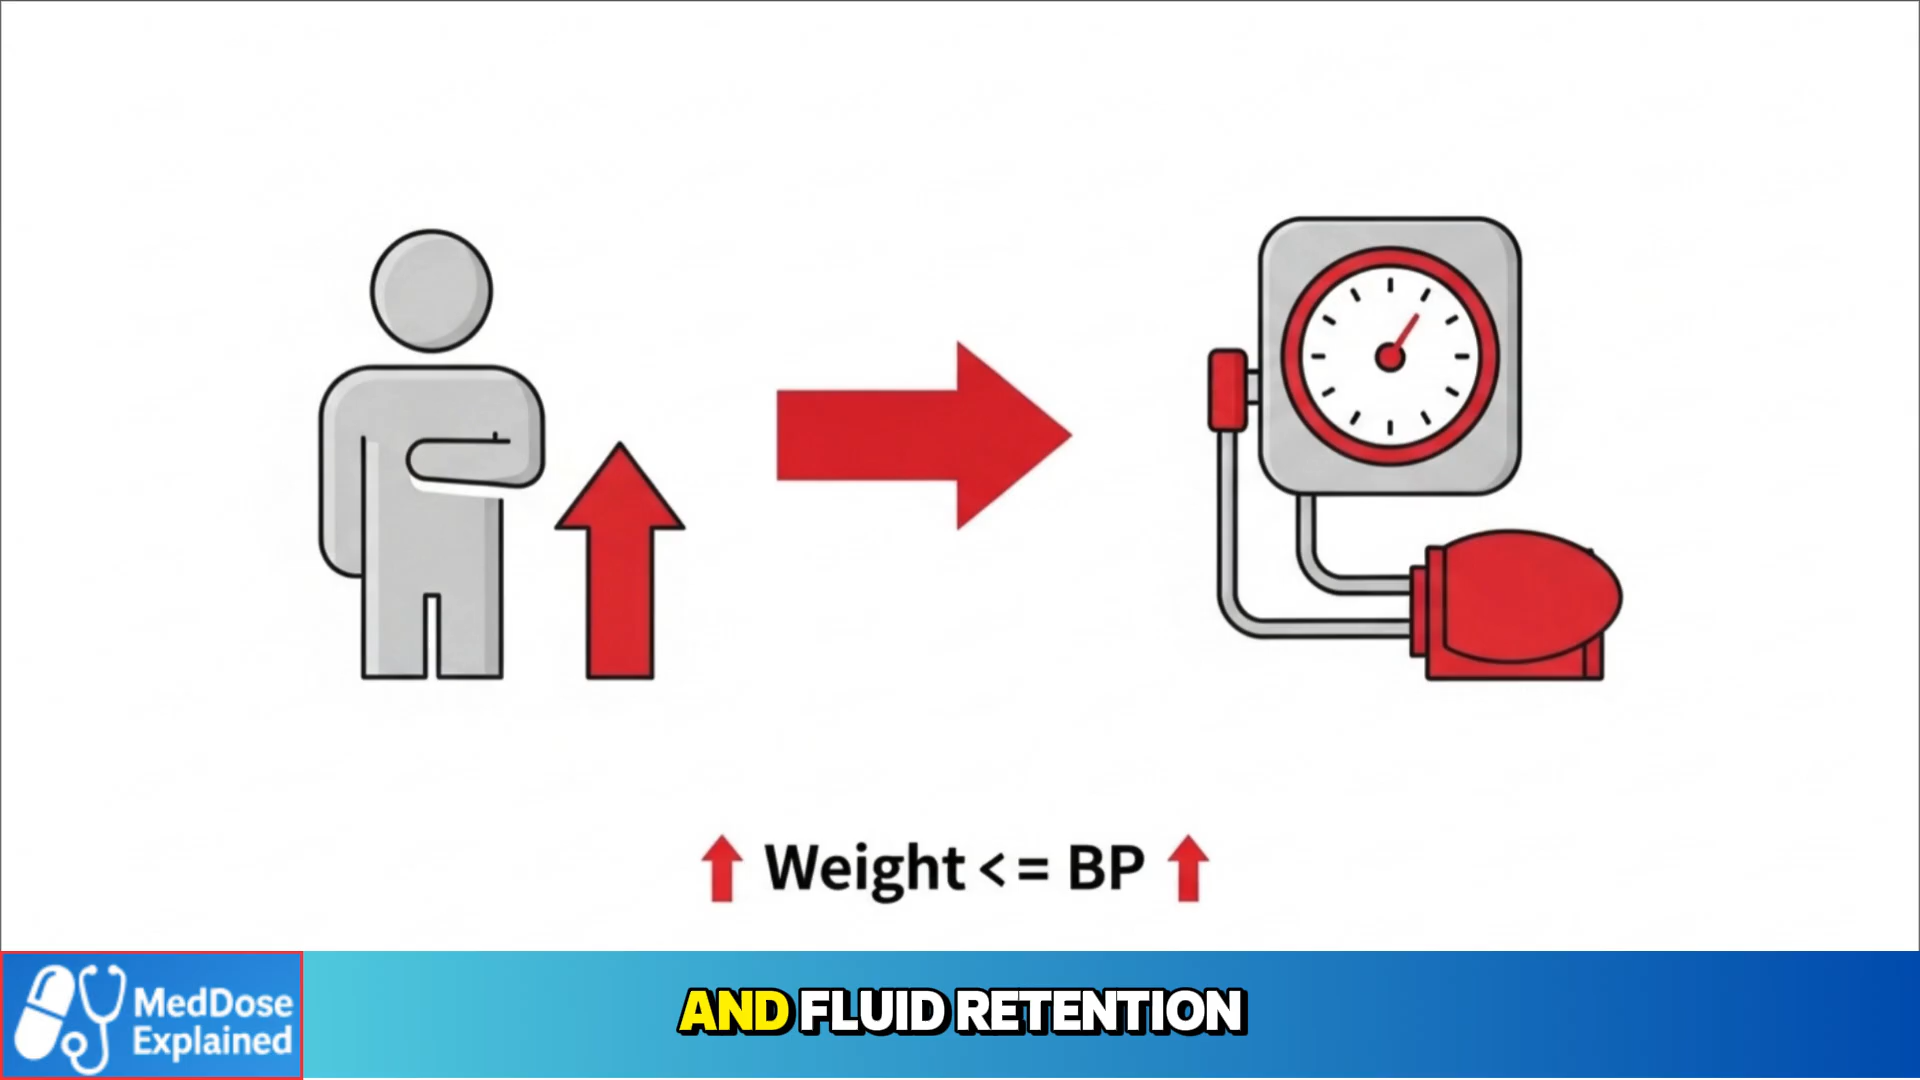 Weight <= BP
MedDose
Explained
AND FLUID RETENTION